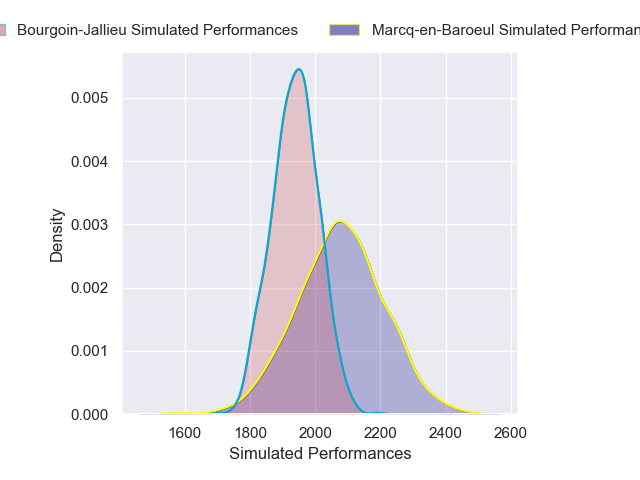 Bourgoin-Jallieu Simulated Performances
Marcq-en-Baroeul Simulated
0.005
0.004
0.003
0.002
0.001
0.000
Density
1600 1800 2000 2200 2400 2600
Simulated Performances